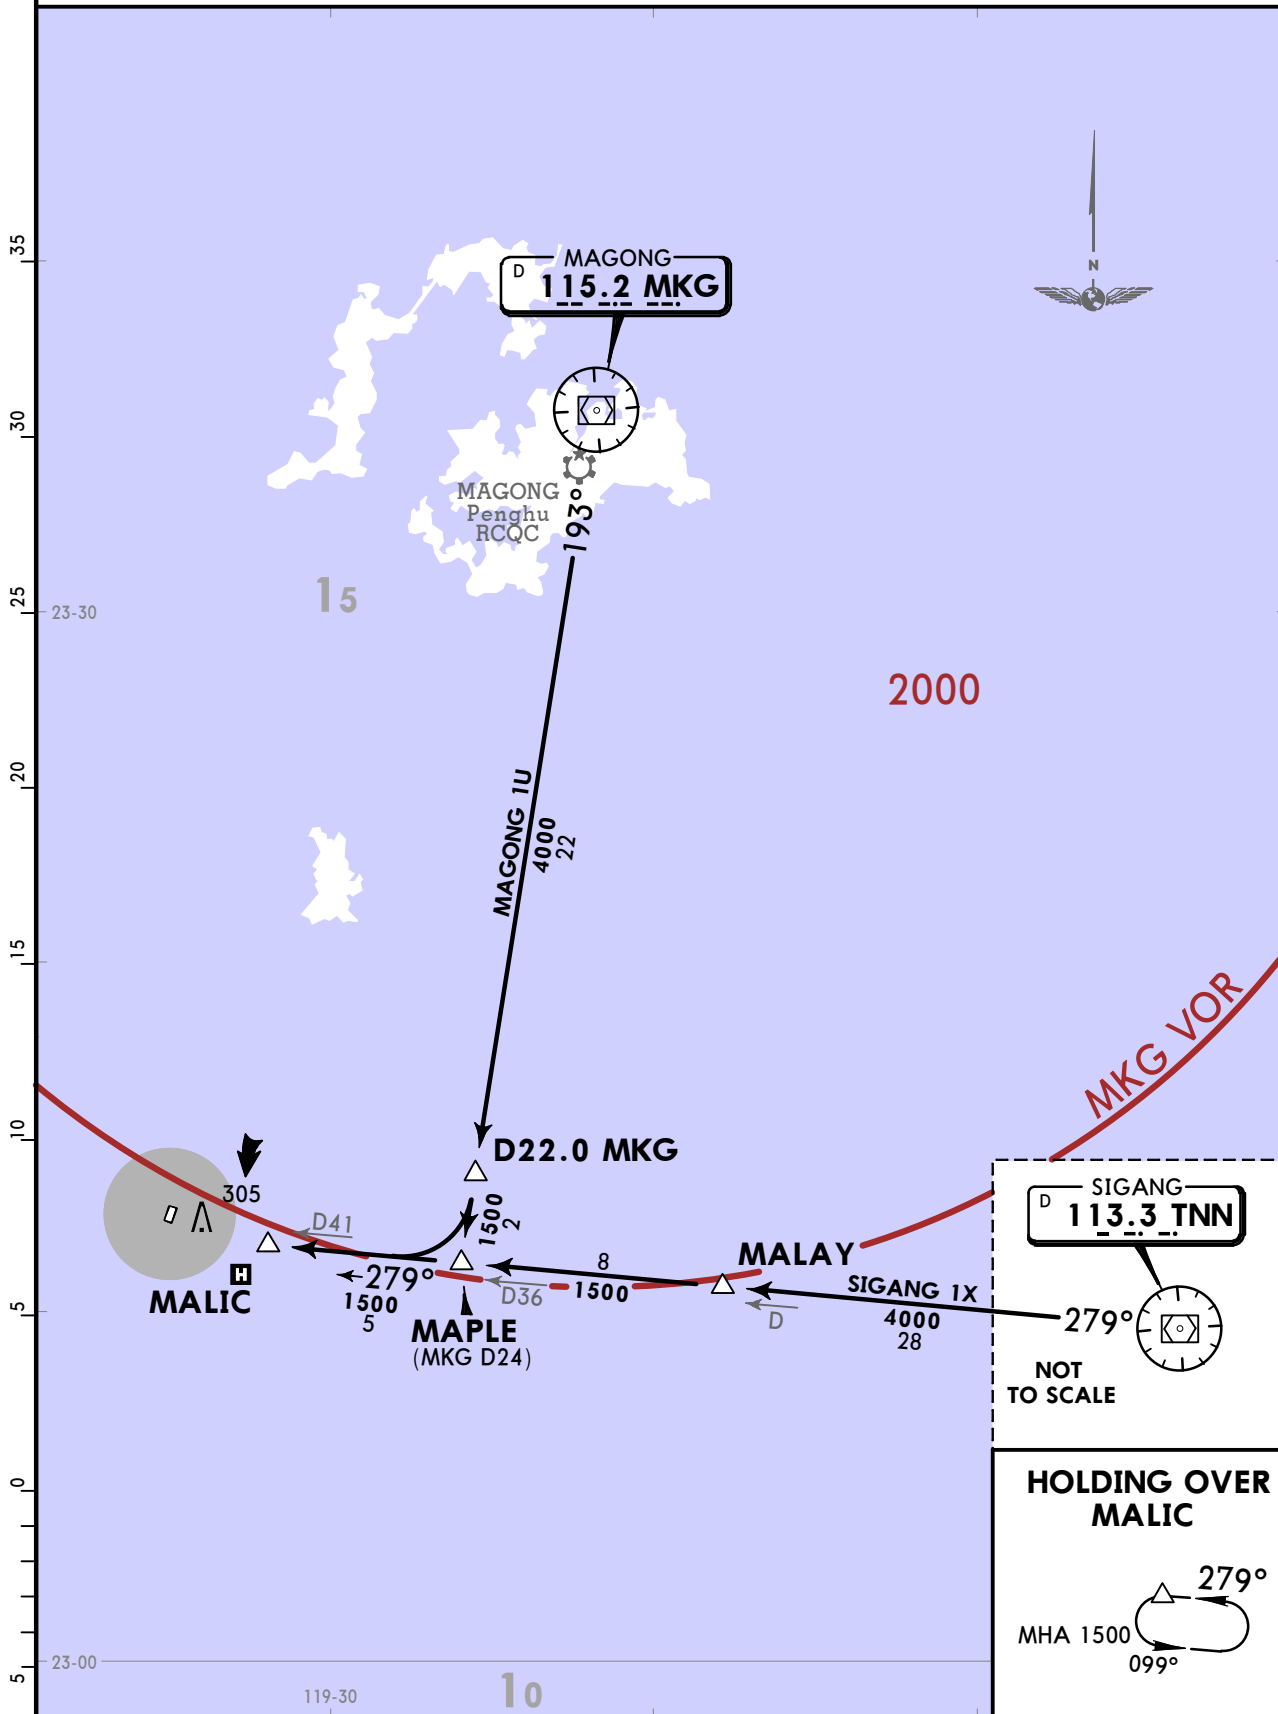 35
MAGONG
D
115.2 MKG
N
30
MAGONG
Penghu
RCQC
193°
15
25
23-30
2000
20
MAGONG 1U
4000
22
15
MKG VOR
10
D22.0 MKG
305
1500
2
D41
279°
1500
5
MALIC
H
MAPLE
(MKG D24)
D36
8
1500
MALAY
D
SIGANG 1X
4000
28
SIGANG
D
113.3 TNN
279°
NOT
TO SCALE
5
0
HOLDING OVER
MALIC
279°
MHA 1500
099°
5
23-00
119-30
10